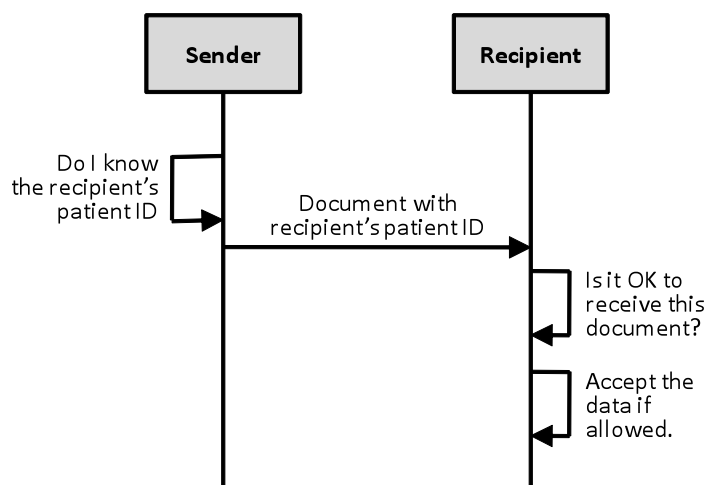 Sender
Recipient
Do I know
the recipient's
patient ID
Document with
recipient's patient ID
Is it OK to
receive this
document?
Accept the
data if
allowed.